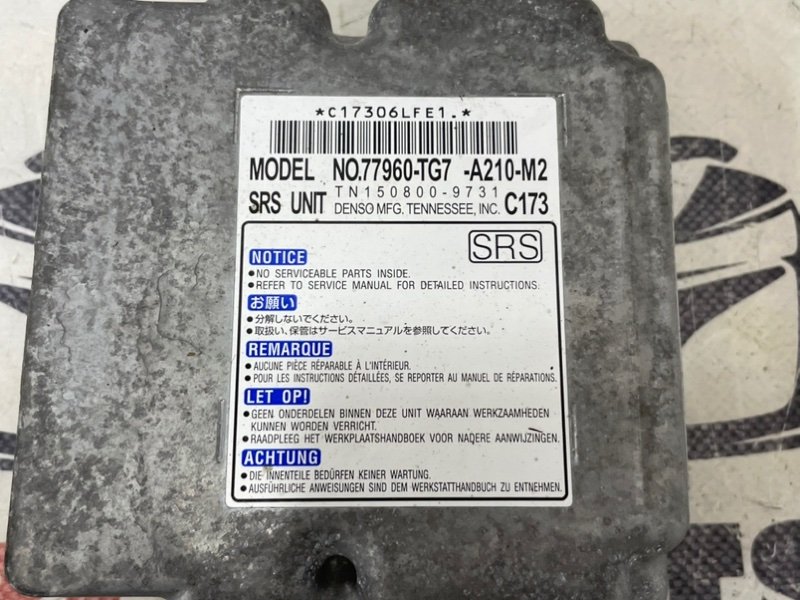 *C17306LFE1.*
MODEL NO.77960-TG7 -A210-M2
TN150800-9731
SRS UNIT DENSO MFG. TENNESSEE, INC. C173
SRS
NOTICE
●NO SERVICEABLE PARTS INSIDE.
●REFER TO SERVICE MANUAL FOR DETAILED INSTRUCTIONS.
お願い
●分解しないでください。
●取扱い、保管はサービスマニュアルを参照してください。
REMARQUE
●AUCUNE PIÈCE RÉPARABLE À L'INTÉRIEUR.
●POUR LES INSTRUCTIONS DÉTAILLÉES, SE REPORTER AU MANUEL DE RÉPARATIONS.
LET OP!
●GEEN ONDERDELEN BINNEN DEZE UNIT WAARAAN WERKZAAMHEDEN
KUNNEN WORDEN VERRICHT.
●RAADPLEEG HET WERKPLAATSHANDBOEK VOOR NADERE AANWIJZINGEN.
ACHTUNG
●DIE INNENTEILE BEDÜRFEN KEINER WARTUNG.
●AUSFÜHRLICHE ANWEISUNGEN SIND DEM WERKSTATTHANDBUCH ZU ENTNEHMEN.